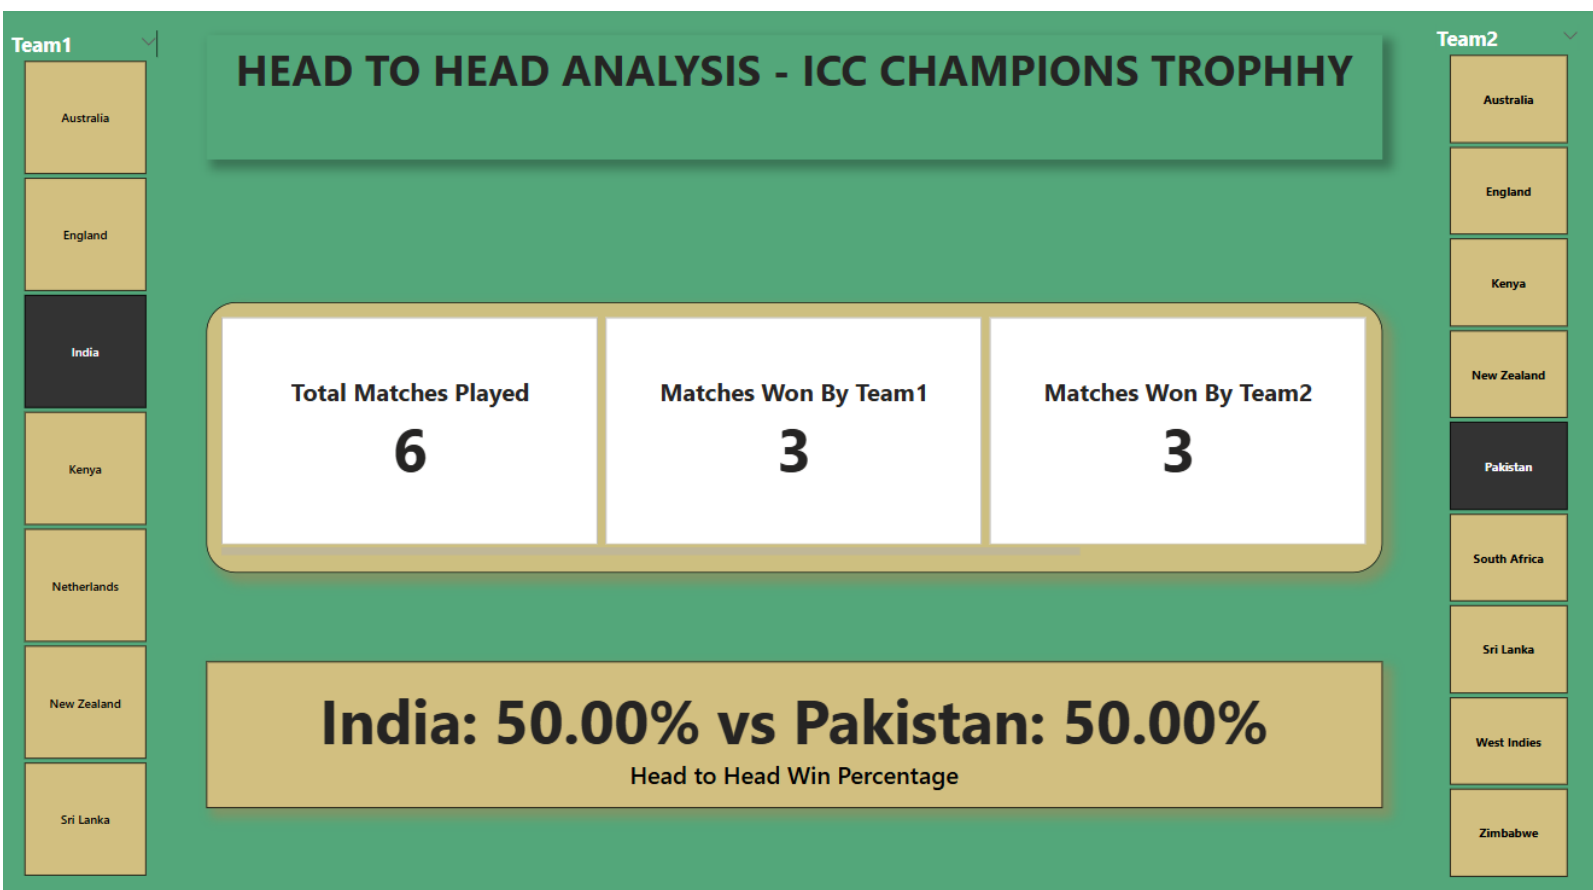 Team1
Australia
England
India
Kenya
Netherlands
New Zealand
Sri Lanka
HEAD TO HEAD ANALYSIS - ICC CHAMPIONS TROPHHY
Total Matches Played
6
Matches Won By Team1
3
Matches Won By Team2
3
India: 50.00% vs Pakistan: 50.00%
Head to Head Win Percentage
Team2
Australia
England
Kenya
New Zealand
Pakistan
South Africa
Sri Lanka
West Indies
Zimbabwe